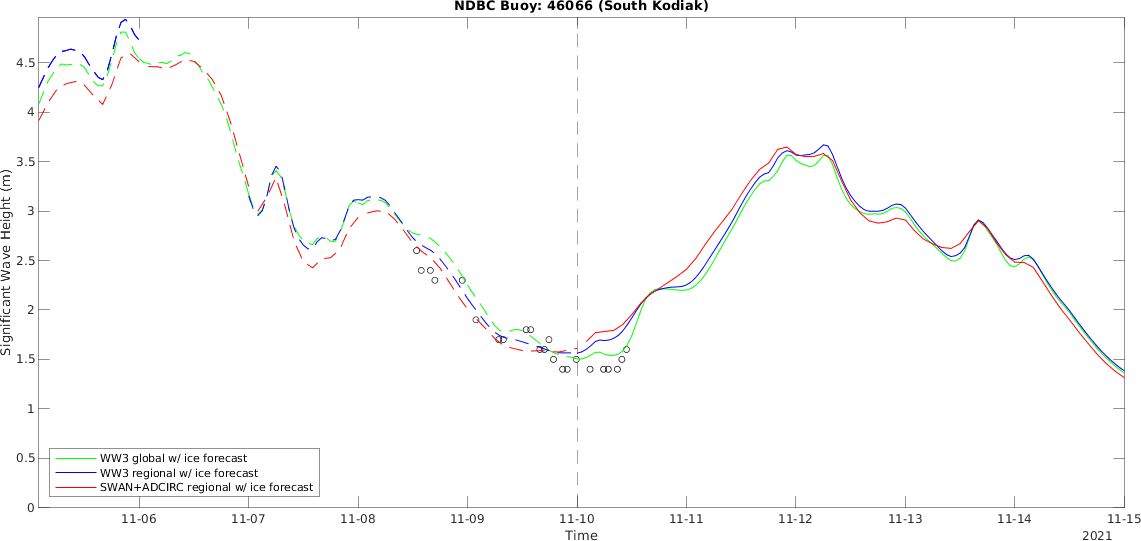 NDBC Buoy: 46066 (South Kodiak)
Significant Wave Height (m)
4.5
4
3.5
3
2.5
2
1.5
1
0.5
0
WW3 global w/ ice forecast
WW3 regional w/ ice forecast
SWAN+ADCIRC regional w/ ice forecast
11-06 11-07 11-08 11-09 11-10 11-11 11-12 11-13 11-14 11-15
Time
2021